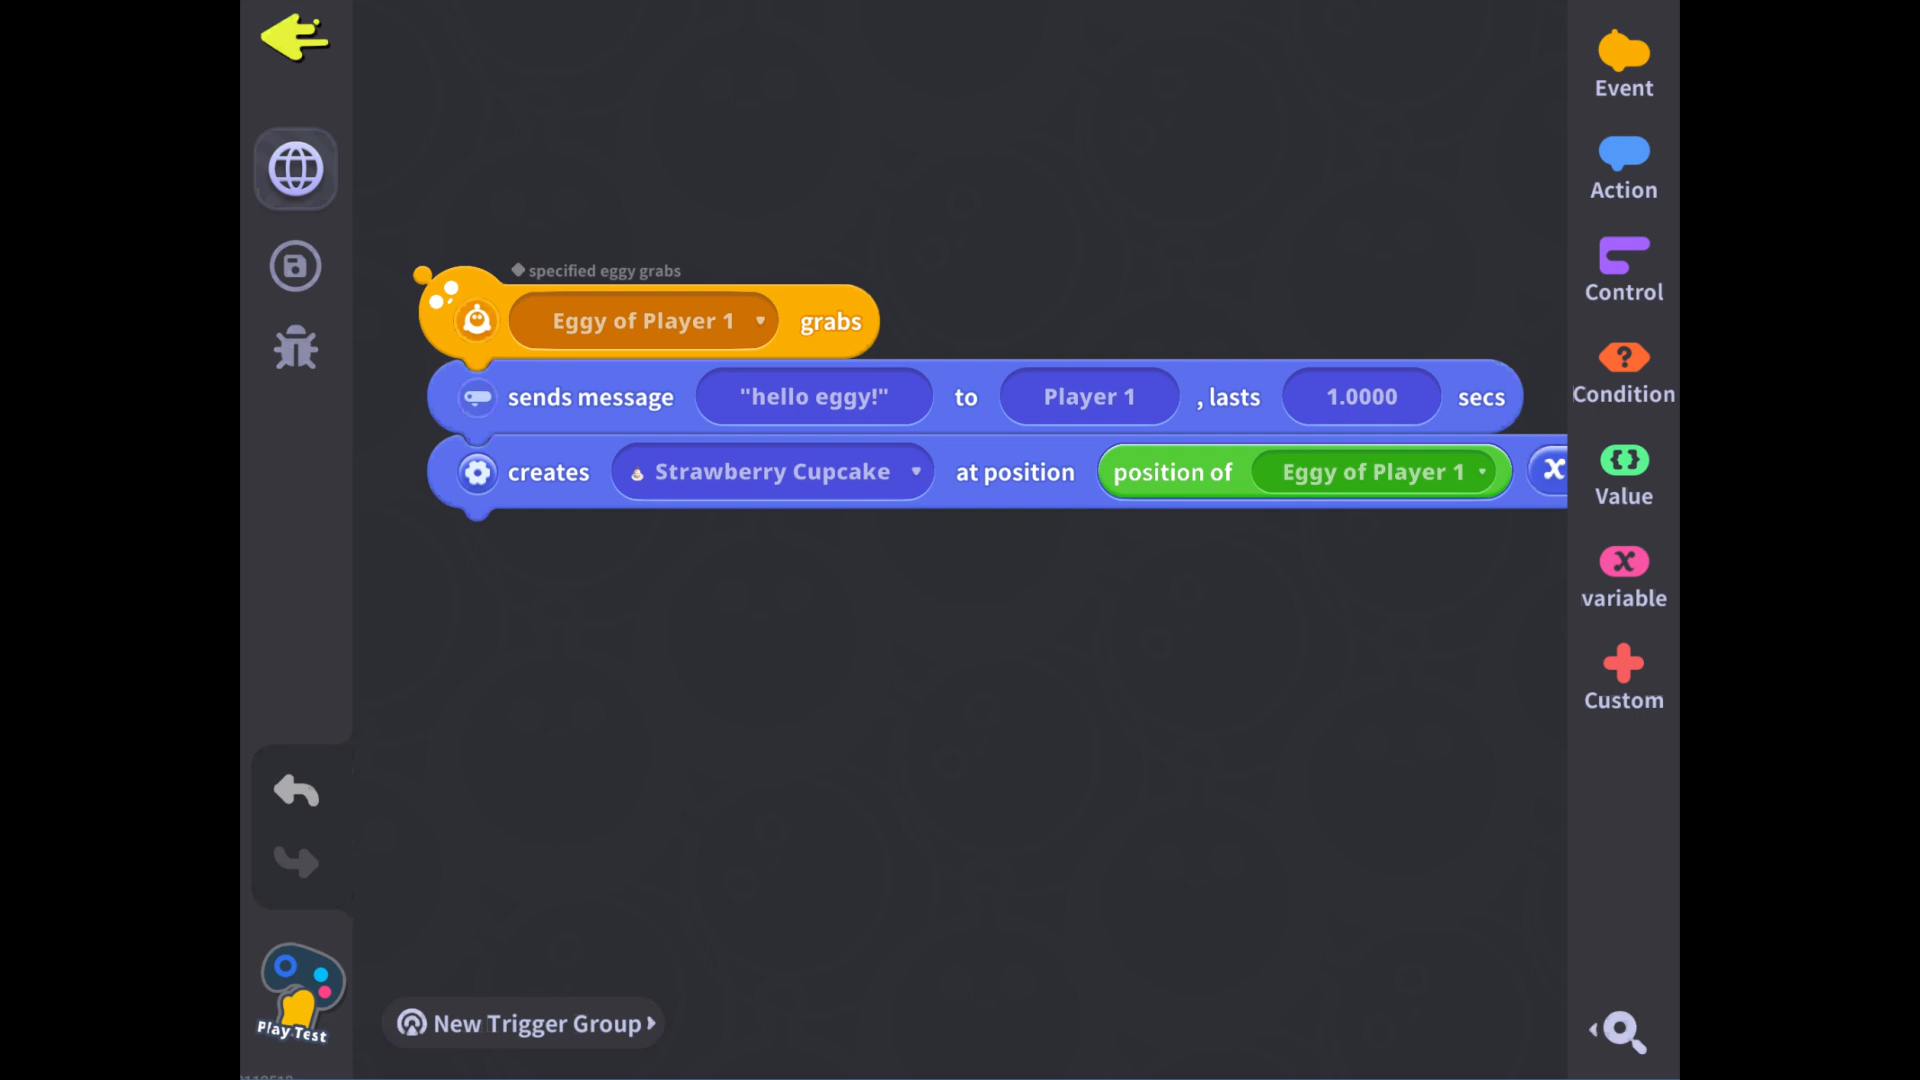 specified eggy grabs
Eggy of Player 1 grabs
sends message "hello eggy!" to Player 1 , lasts 1.0000 secs
creates Strawberry Cupcake at position position of Eggy of Player 1 x
Event
Action
Control
Condition
Value
variable
Custom
Play Test
New Trigger Group